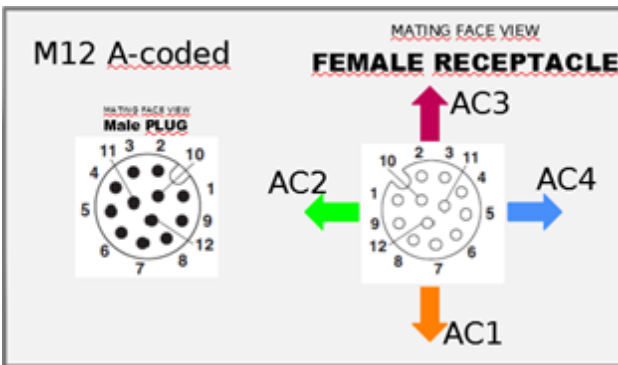 M12 A-coded
MATING FACE VIEW
FEMALE RECEPTACLE
AC3
MATING FACE VIEW
Male PLUG
11 3 2 10
4 1
5 9
6 12
7 8
AC2
AC4
2 3 11
10 4
1 5
9
12 6
8 7
AC1